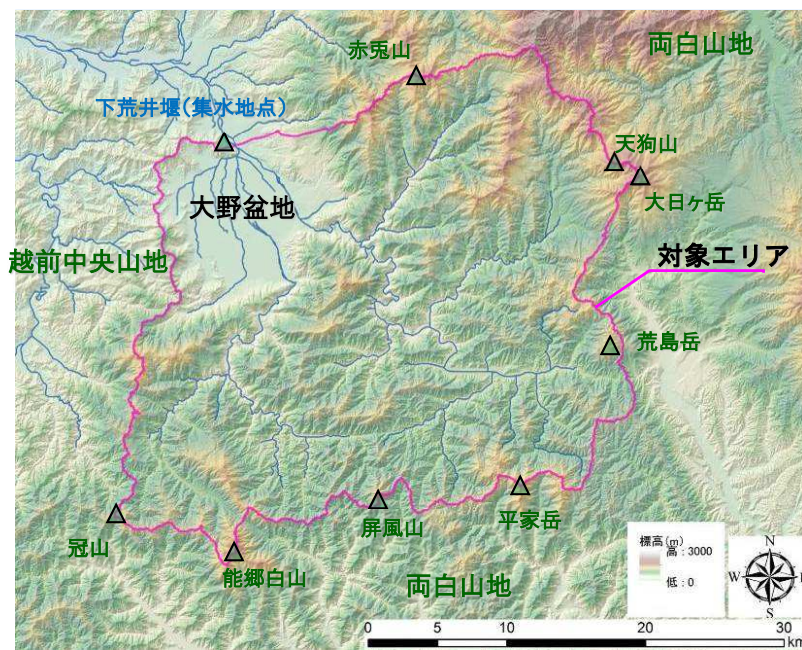 赤兎山
両白山地
下荒井堰(集水地点)
天狗山
大野盆地
大日ヶ岳
越前中央山地
対象エリア
荒島岳
冠山
能郷白山
屏風山
平家岳
両白山地
標高(m)
高 : 3000
低 : 0
N
W
E
S
0 5 10 20 30
km